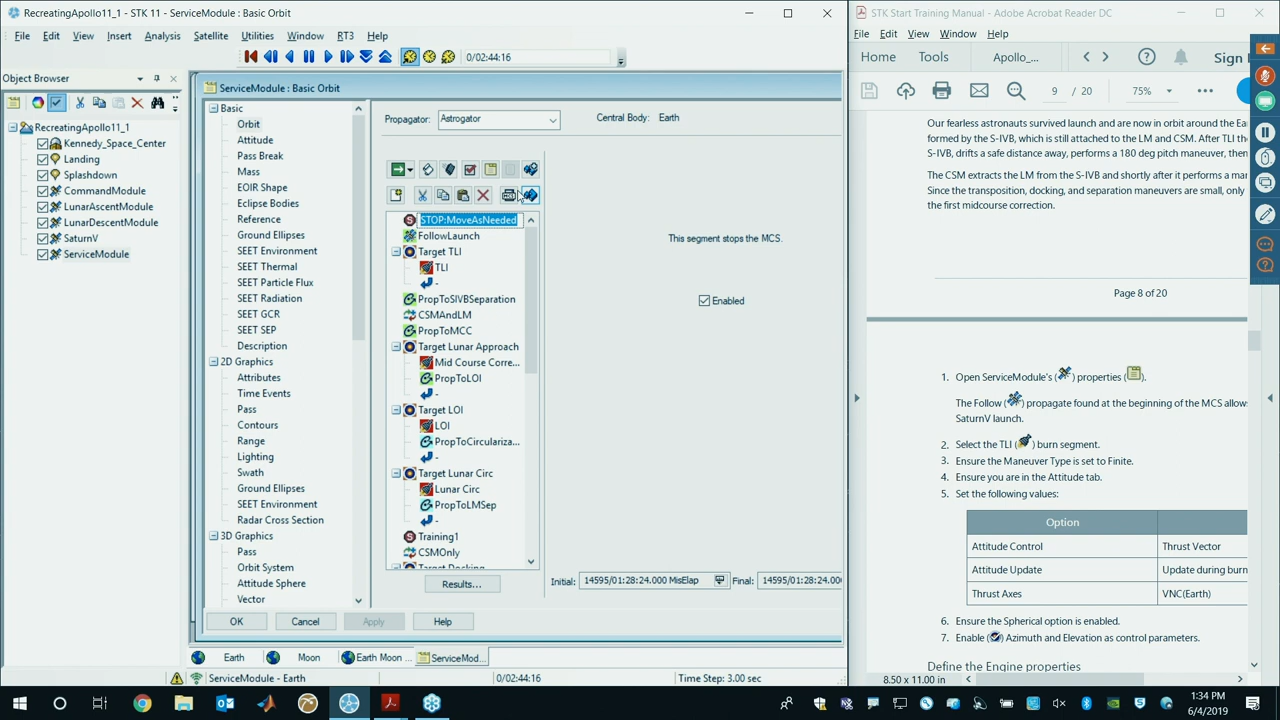 RecreatingApollo11_1 - STK 11 - ServiceModule : Basic Orbit
File Edit View Insert Analysis Satellite Utilities Window RT3 Help
0/02:44:16
Object Browser
RecreatingApollo11_1
Kennedy_Space_Center
Landing
Splashdown
CommandModule
LunarAscentModule
LunarDescentModule
SaturnV
ServiceModule
ServiceModule : Basic Orbit
Basic
Orbit
Attitude
Pass Break
Mass
EOIR Shape
Eclipse Bodies
Reference
Ground Ellipses
SEET Environment
SEET Thermal
SEET Particle Flux
SEET Radiation
SEET GCR
SEET SEP
Description
2D Graphics
Attributes
Time Events
Pass
Contours
Range
Lighting
Swath
Ground Ellipses
SEET Environment
Radar Cross Section
3D Graphics
Pass
Orbit System
Attitude Sphere
Vector
Propagator: Astrogator
Central Body: Earth
STOP:MoveAsNeeded
FollowLaunch
Target TLI
TLI
-
PropToSIVBSeparation
CSMAndLM
PropToMCC
Target Lunar Approach
Mid Course Corre...
PropToLOI
-
Target LOI
LOI
PropToCirculariza...
-
Target Lunar Circ
Lunar Circ
PropToLMSep
-
Training1
CSMOnly
Target Docking
This segment stops the MCS.
Enabled
Results...
Initial: 14595/01:28:24.000 MisElap
Final: 14595/01:28:24.000
OK Cancel Apply Help
Earth Moon Earth Moon ... ServiceMod...
ServiceModule - Earth
0/02:44:16
Time Step: 3.00 sec
STK Start Training Manual - Adobe Acrobat Reader DC
File Edit View Window Help
Home Tools Apollo_... Sign
9 / 20 75%
Our fearless astronauts survived launch and are now in orbit around the Ear
formed by the S-IVB, which is still attached to the LM and CSM. After TLI th
S-IVB, drifts a safe distance away, performs a 180 deg pitch maneuver, then
The CSM extracts the LM from the S-IVB and shortly after it performs a mar
Since the transposition, docking, and separation maneuvers are small, only
the first midcourse correction.
Page 8 of 20
1. Open ServiceModule's ( ) properties ( ).
The Follow ( ) propagate found at the beginning of the MCS allows
SaturnV launch.
2. Select the TLI ( ) burn segment.
3. Ensure the Maneuver Type is set to Finite.
4. Ensure you are in the Attitude tab.
5. Set the following values:
Option
Attitude Control Thrust Vector
Attitude Update Update during burn
Thrust Axes VNC(Earth)
6. Ensure the Spherical option is enabled.
7. Enable ( ) Azimuth and Elevation as control parameters.
Define the Engine properties
8.50 x 11.00 in
1:34 PM
6/4/2019